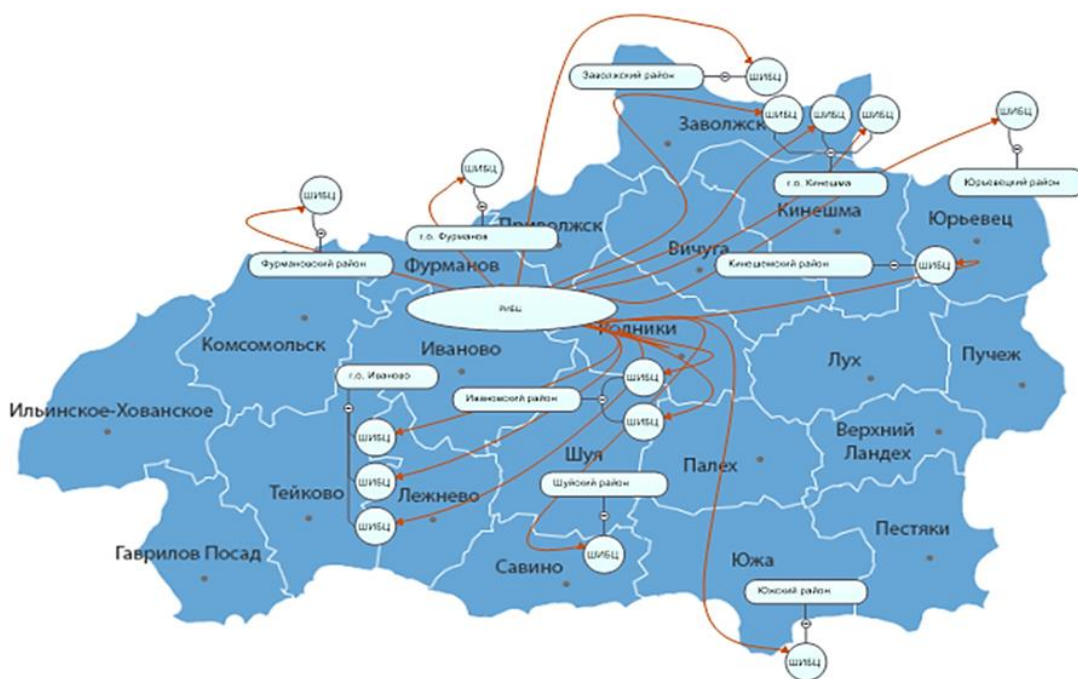 Заволжский район
ШИБЦ
ШИБЦ
ШИБЦ
ШИБЦ
ШИБЦ
Заволжск
ШИБЦ
ШИБЦ
г.о. Кинешма
Юрьевецкий район
г.о. Фурманов
Приволжск
Кинешма
Юрьевец
Вичуга
Фурмановский район
Фурманов
Кинешемский район
ШИБЦ
РИБЦ
Родники
Комсомольск
Иваново
Лух
Пучеж
г.о. Иваново
ШИБЦ
Ивановский район
Ильинское-Хованское
ШИБЦ
ШИБЦ
Верхний
Ландех
Шуя
Палех
ШИБЦ
Шуйский район
Тейково
Лежнево
ШИБЦ
Пестяки
Гаврилов Посад
Савино
ШИБЦ
Южа
Южский район
ШИБЦ